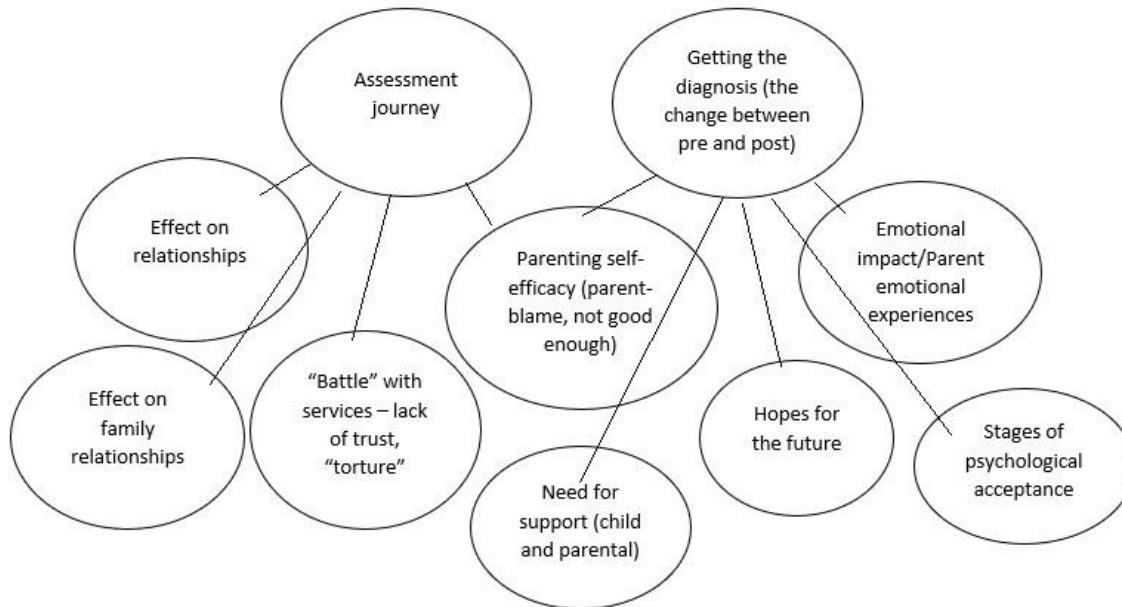 Assessment
journey
Getting the
diagnosis (the
change between
pre and post)
Effect on
relationships
Parenting self-
efficacy (parent-
blame, not good
enough)
Emotional
impact/Parent
emotional
experiences
Effect on
family
relationships
“Battle” with
services – lack
of trust,
“torture”
Need for
support (child
and parental)
Hopes for
the future
Stages of
psychological
acceptance